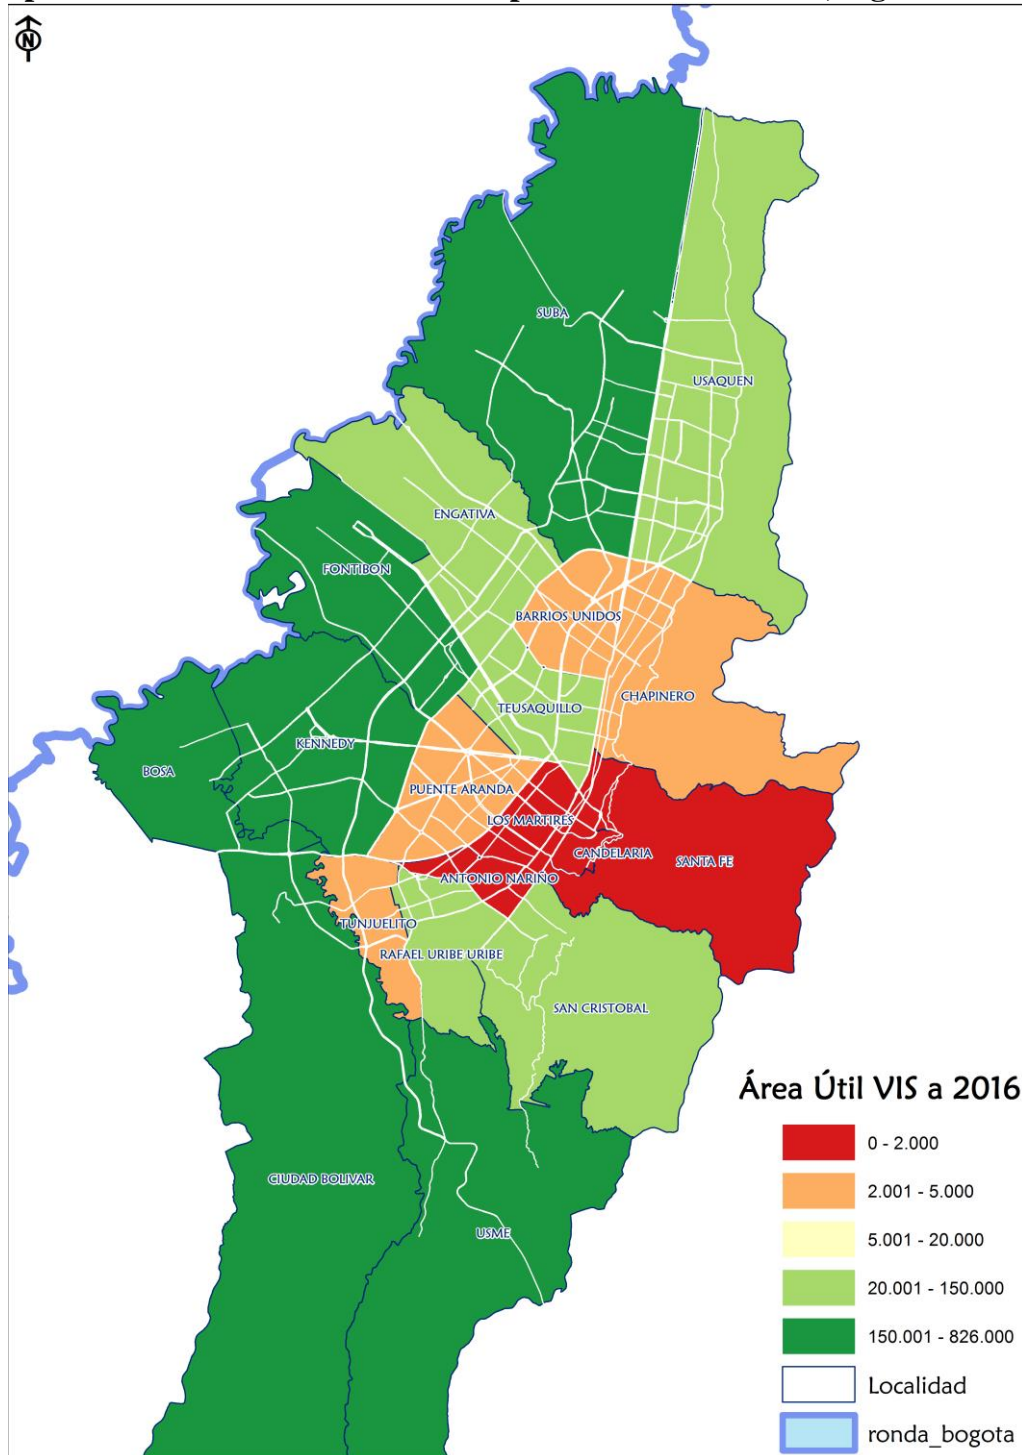 N
SUBA
USAQUEN
ENGATIVA
FONTIBON
BARRIOS UNIDOS
CHAPINERO
TEUSAQUILLO
KENNEDY
BOSA
PUENTE ARANDA
LOS MARTIRES
CANDELARIA
SANTA FE
ANTONIO NARIÑO
TUNJUELITO
RAFAEL URIBE URIBE
SAN CRISTOBAL
CIUDAD BOLIVAR
USME
Área Útil VIS a 2016
0 - 2.000
2.001 - 5.000
5.001 - 20.000
20.001 - 150.000
150.001 - 826.000
Localidad
ronda_bogota